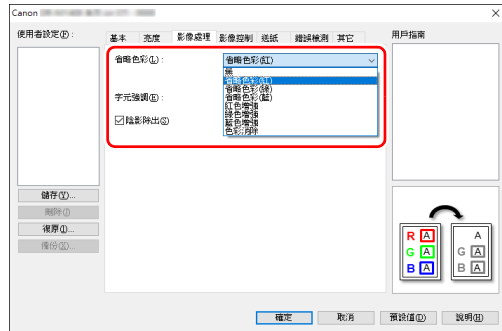 Canon
使用者設定(P):
基本 亮度 影像處理 影像控制 送紙 錯誤檢測 其它
用戶指南
省略色彩(L):
省略色彩(紅)
無
省略色彩(紅)
省略色彩(綠)
省略色彩(藍)
紅色增強
綠色增強
藍色增強
色彩消除
字元強調(E):
陰影除出(S)
儲存(Y)...
刪除(J)
復原(J)...
備份(X)...
R A A
G A G A
B A B A
確定 取消 預設值(D) 說明(H)